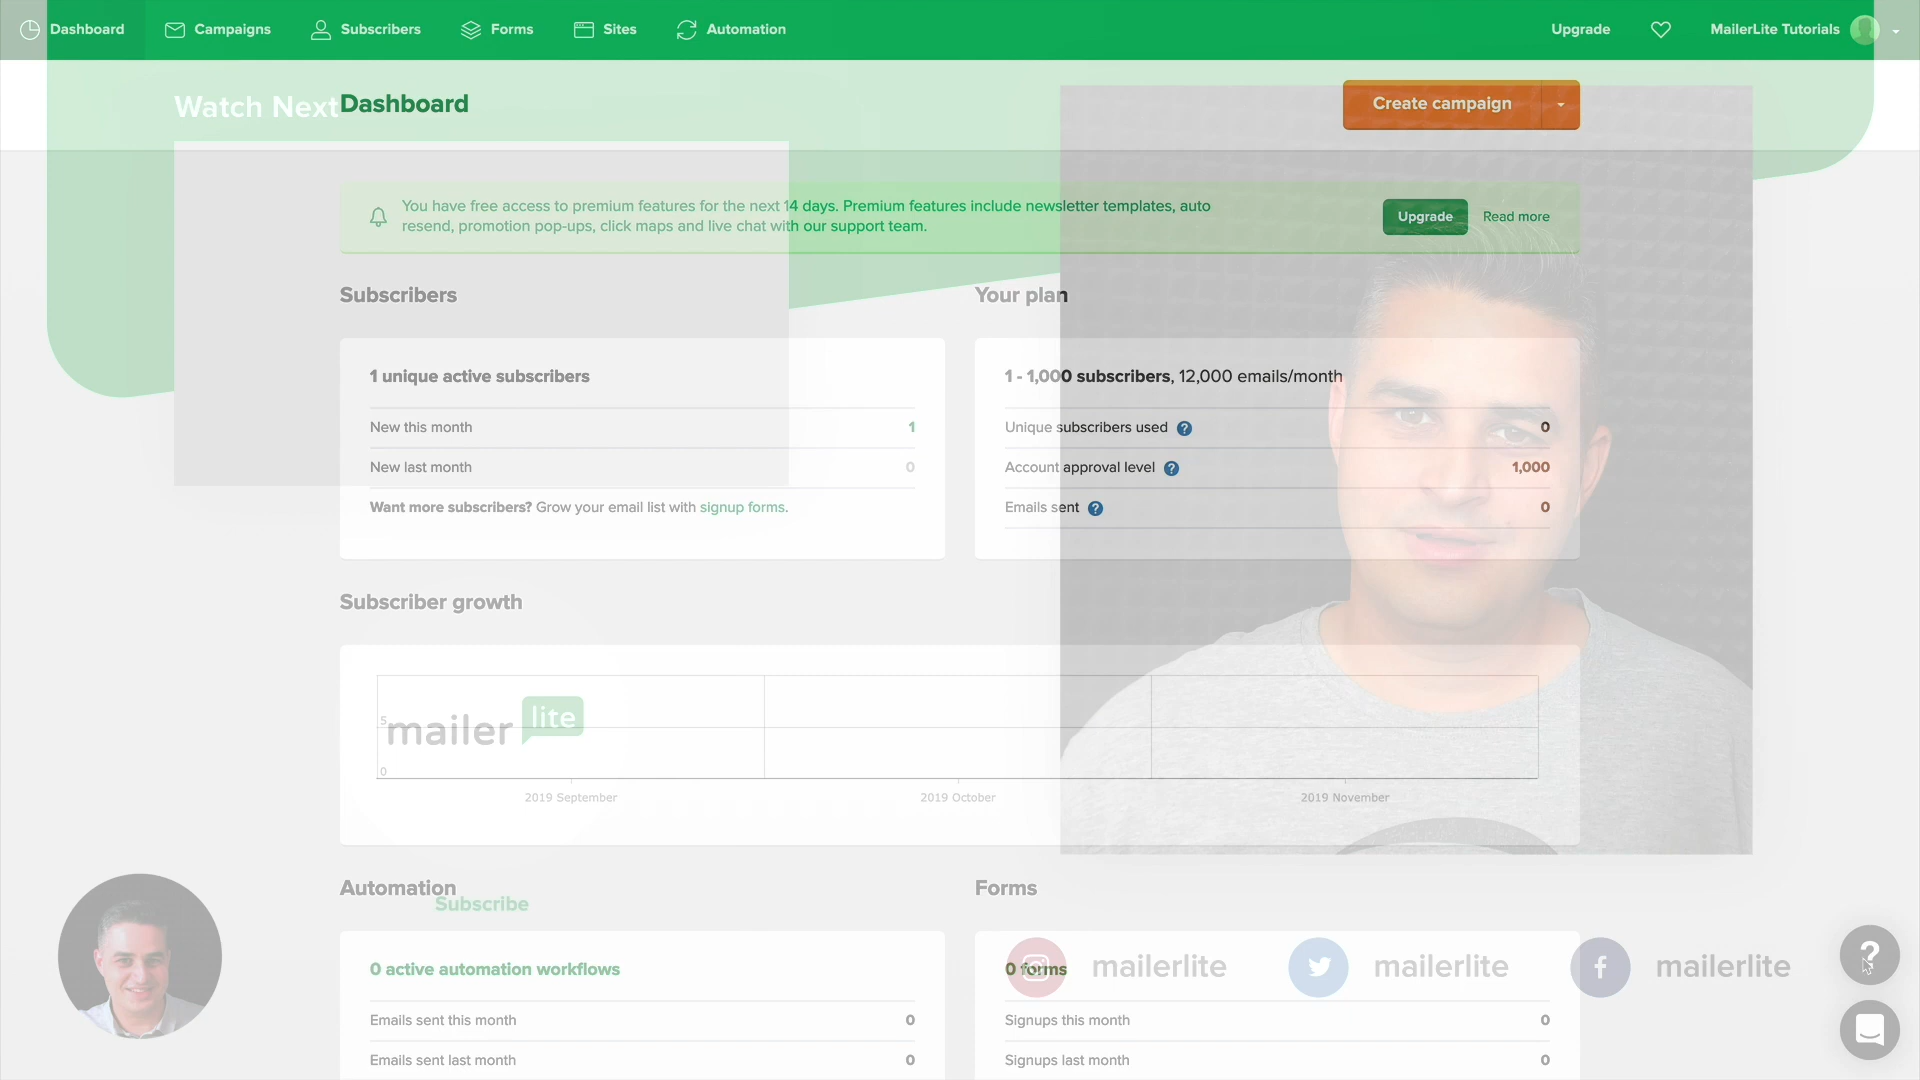 Dashboard
Campaigns
Subscribers
Forms
Sites
Automation
Upgrade
MailerLite Tutorials
Watch Next
Dashboard
Create campaign
You have free access to premium features for the next 14 days. Premium features include newsletter templates, auto
resend, promotion pop-ups, click maps and live chat with our support team.
Upgrade
Read more
Subscribers
1 unique active subscribers
New this month 1
New last month 0
Want more subscribers? Grow your email list with signup forms.
Your plan
1 - 1,000 subscribers, 12,000 emails/month
Unique subscribers used ? 0
Account approval level ? 1,000
Emails sent ? 0
Subscriber growth
5
0
mailer lite
2019 September
2019 October
2019 November
Automation
Subscribe
0 active automation workflows
Emails sent this month 0
Emails sent last month 0
Forms
0 forms
mailerlite
mailerlite
f
mailerlite
Signups this month 0
Signups last month 0
?